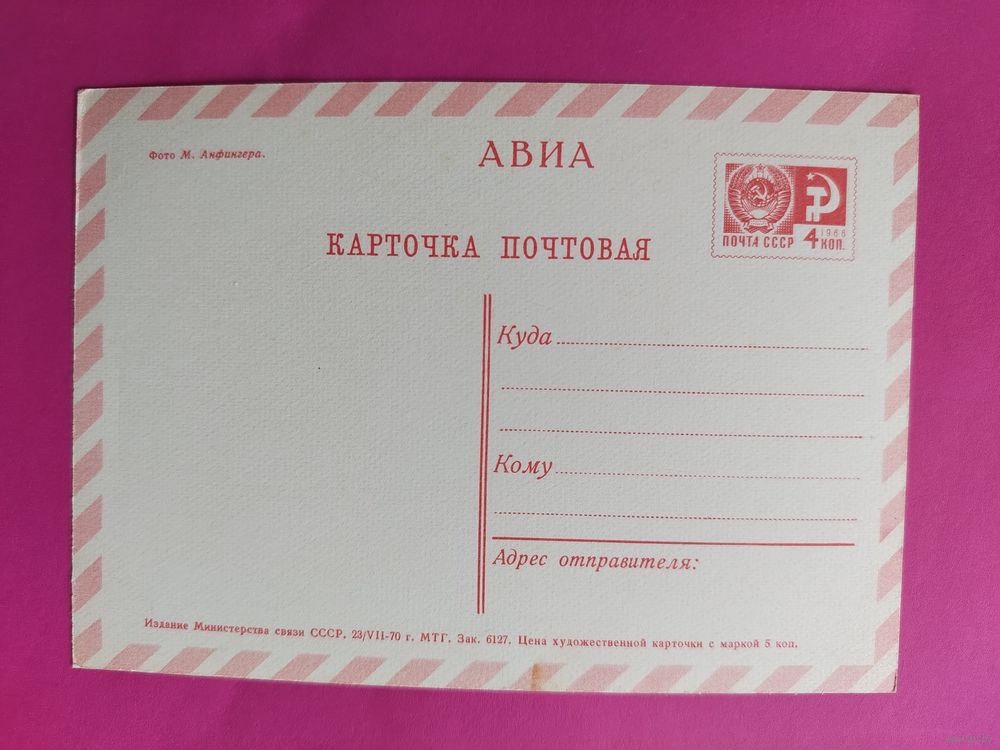 Фото М. Анфингера.
АВИА
ПОЧТА СССР 4 1966 КОП.
КАРТОЧКА ПОЧТОВАЯ
Куда
Кому
Адрес отправителя:
Издание Министерства связи СССР. 23/VII-70 г. МТГ. Зак. 6127. Цена художественной карточки с маркой 5 коп.